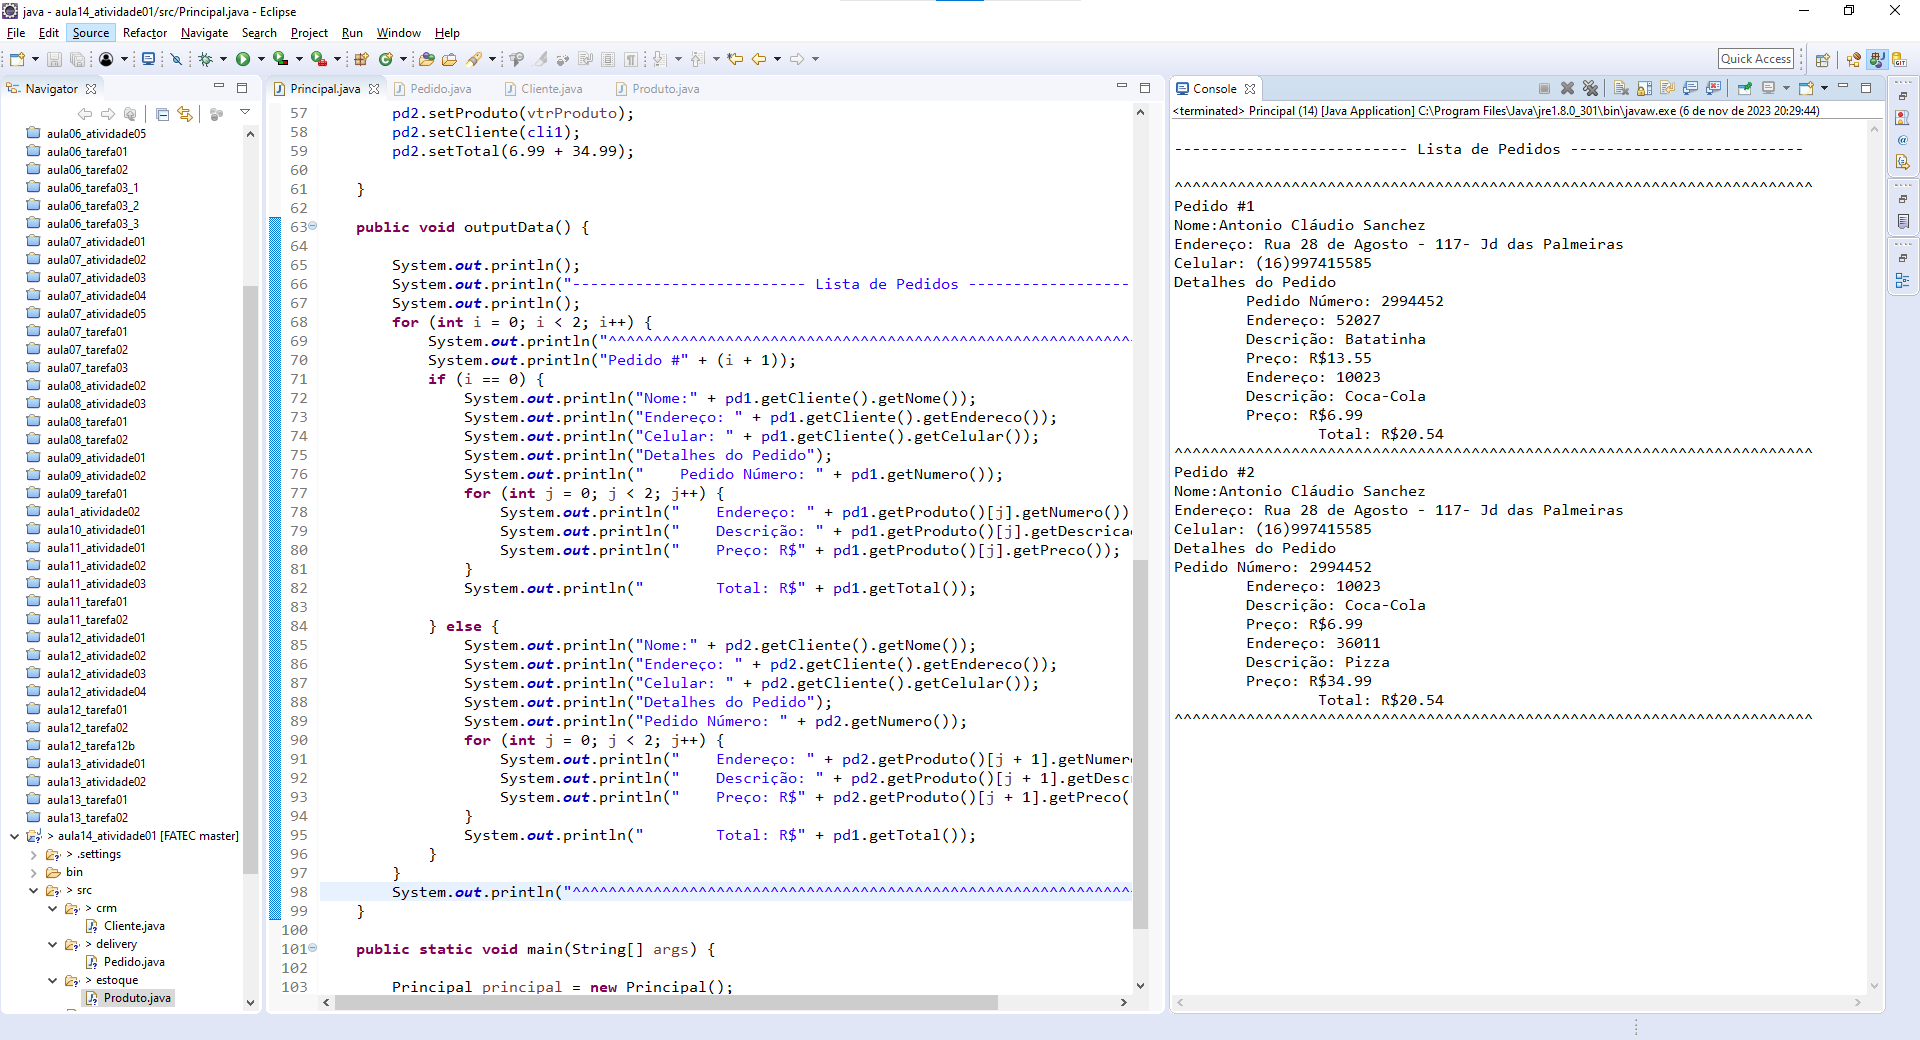 java - aula14_atividade01/src/Principal.java - Eclipse
File Edit Source Refactor Navigate Search Project Run Window Help
Quick Access
Navigator
aula06_atividade05
aula06_tarefa01
aula06_tarefa02
aula06_tarefa03_1
aula06_tarefa03_2
aula06_tarefa03_3
aula07_atividade01
aula07_atividade02
aula07_atividade03
aula07_atividade04
aula07_atividade05
aula07_tarefa01
aula07_tarefa02
aula07_tarefa03
aula08_atividade02
aula08_atividade03
aula08_tarefa01
aula08_tarefa02
aula09_atividade01
aula09_atividade02
aula09_tarefa01
aula1_atividade02
aula10_atividade01
aula11_atividade01
aula11_atividade02
aula11_atividade03
aula11_tarefa01
aula11_tarefa02
aula12_atividade01
aula12_atividade02
aula12_atividade03
aula12_atividade04
aula12_tarefa01
aula12_tarefa02
aula12_tarefa12b
aula13_atividade01
aula13_atividade02
aula13_tarefa01
aula13_tarefa02
> aula14_atividade01 [FATEC master]
> .settings
bin
> src
> crm
Cliente.java
> delivery
Pedido.java
> estoque
Produto.java
Principal.java Pedido.java Cliente.java Produto.java
57 pd2.setProduto(vtrProduto);
58 pd2.setCliente(cli1);
59 pd2.setTotal(6.99 + 34.99);
60
61 }
62
63 public void outputData() {
64
65 System.out.println();
66 System.out.println("-------------------------- Lista de Pedidos ------------------
67 System.out.println();
68 for (int i = 0; i < 2; i++) {
69 System.out.println("^^^^^^^^^^^^^^^^^^^^^^^^^^^^^^^^^^^^^^^^^^^^^^^^^^^^^^^^^^
70 System.out.println("Pedido #" + (i + 1));
71 if (i == 0) {
72 System.out.println("Nome:" + pd1.getCliente().getNome());
73 System.out.println("Endereço: " + pd1.getCliente().getEndereco());
74 System.out.println("Celular: " + pd1.getCliente().getCelular());
75 System.out.println("Detalhes do Pedido");
76 System.out.println("    Pedido Número: " + pd1.getNumero());
77 for (int j = 0; j < 2; j++) {
78 System.out.println("    Endereço: " + pd1.getProduto()[j].getNumero())
79 System.out.println("    Descrição: " + pd1.getProduto()[j].getDescrica
80 System.out.println("    Preço: R$" + pd1.getProduto()[j].getPreco());
81 }
82 System.out.println("        Total: R$" + pd1.getTotal());
83
84 } else {
85 System.out.println("Nome:" + pd2.getCliente().getNome());
86 System.out.println("Endereço: " + pd2.getCliente().getEndereco());
87 System.out.println("Celular: " + pd2.getCliente().getCelular());
88 System.out.println("Detalhes do Pedido");
89 System.out.println("Pedido Número: " + pd2.getNumero());
90 for (int j = 0; j < 2; j++) {
91 System.out.println("    Endereço: " + pd2.getProduto()[j + 1].getNumer
92 System.out.println("    Descrição: " + pd2.getProduto()[j + 1].getDesc
93 System.out.println("    Preço: R$" + pd2.getProduto()[j + 1].getPreco(
94 }
95 System.out.println("        Total: R$" + pd1.getTotal());
96 }
97 }
98 System.out.println("^^^^^^^^^^^^^^^^^^^^^^^^^^^^^^^^^^^^^^^^^^^^^^^^^^^^^^^^^^^^^^
99 }
100
101 public static void main(String[] args) {
102
103 Principal principal = new Principal();
Console
<terminated> Principal (14) [Java Application] C:\Program Files\Java\jre1.8.0_301\bin\javaw.exe (6 de nov de 2023 20:29:44)
-------------------------- Lista de Pedidos --------------------------
^^^^^^^^^^^^^^^^^^^^^^^^^^^^^^^^^^^^^^^^^^^^^^^^^^^^^^^^^^^^^^^^^^^^^^^
Pedido #1
Nome:Antonio Cláudio Sanchez
Endereço: Rua 28 de Agosto - 117- Jd das Palmeiras
Celular: (16)997415585
Detalhes do Pedido
Pedido Número: 2994452
Endereço: 52027
Descrição: Batatinha
Preço: R$13.55
Endereço: 10023
Descrição: Coca-Cola
Preço: R$6.99
Total: R$20.54
^^^^^^^^^^^^^^^^^^^^^^^^^^^^^^^^^^^^^^^^^^^^^^^^^^^^^^^^^^^^^^^^^^^^^^^
Pedido #2
Nome:Antonio Cláudio Sanchez
Endereço: Rua 28 de Agosto - 117- Jd das Palmeiras
Celular: (16)997415585
Detalhes do Pedido
Pedido Número: 2994452
Endereço: 10023
Descrição: Coca-Cola
Preço: R$6.99
Endereço: 36011
Descrição: Pizza
Preço: R$34.99
Total: R$20.54
^^^^^^^^^^^^^^^^^^^^^^^^^^^^^^^^^^^^^^^^^^^^^^^^^^^^^^^^^^^^^^^^^^^^^^^